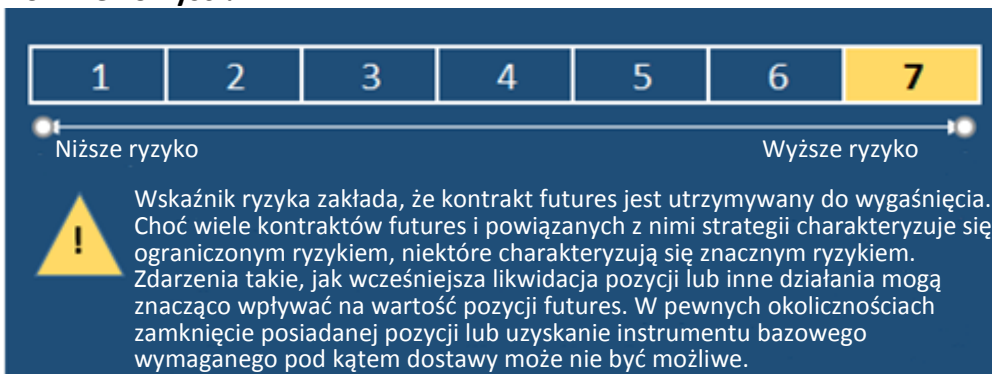 1 2 3 4 5 6 7
Niższe ryzyko Wyższe ryzyko
Wskaźnik ryzyka zakłada, że kontrakt futures jest utrzymywany do wygaśnięcia.
! Choć wiele kontraktów futures i powiązanych z nimi strategii charakteryzuje się
ograniczonym ryzykiem, niektóre charakteryzują się znacznym ryzykiem.
Zdarzenia takie, jak wcześniejsza likwidacja pozycji lub inne działania mogą
znacząco wpływać na wartość pozycji futures. W pewnych okolicznościach
zamknięcie posiadanej pozycji lub uzyskanie instrumentu bazowego
wymaganego pod kątem dostawy może nie być możliwe.